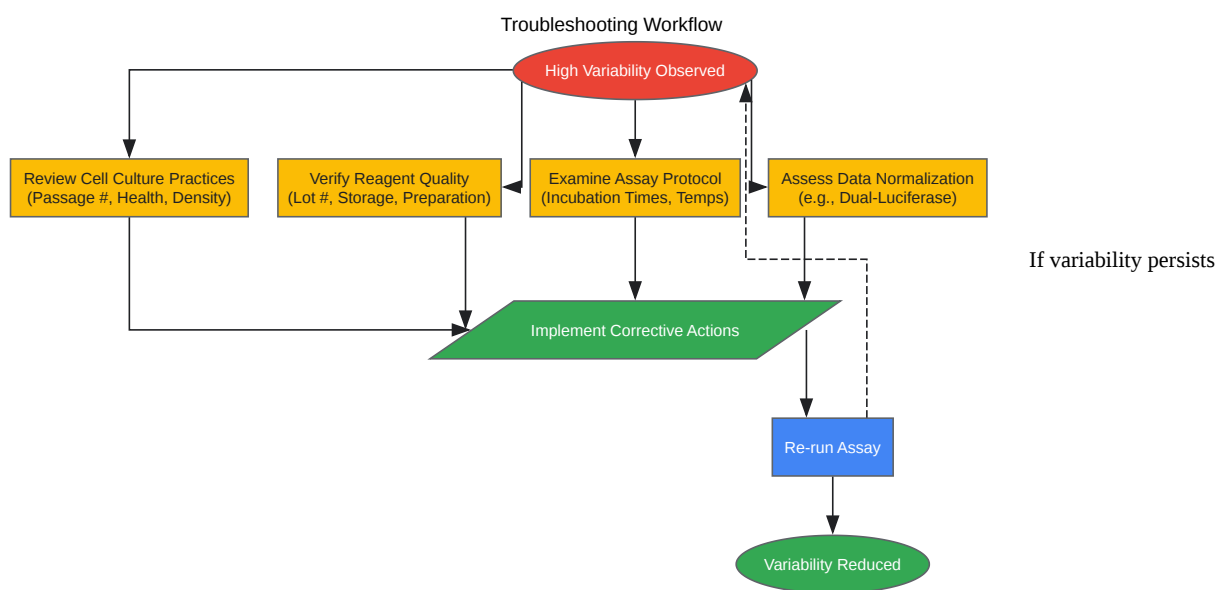 Troubleshooting Workflow
High Variability Observed
Review Cell Culture Practices
(Passage #, Health, Density)
Verify Reagent Quality
(Lot #, Storage, Preparation)
Examine Assay Protocol
(Incubation Times, Temps)
Assess Data Normalization
(e.g., Dual-Luciferase)
If variability persists
Implement Corrective Actions
Re-run Assay
Variability Reduced